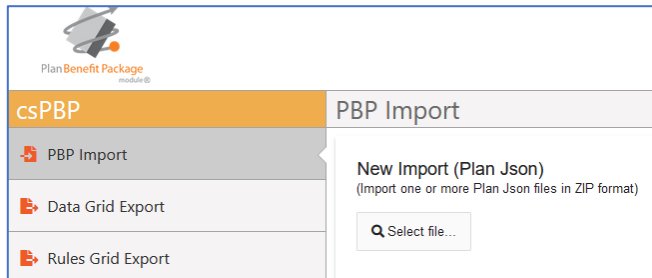 Plan Benefit Package
module®
csPBP
PBP Import
PBP Import
New Import (Plan Json)
(Import one or more Plan Json files in ZIP format)
Data Grid Export
Select file...
Rules Grid Export